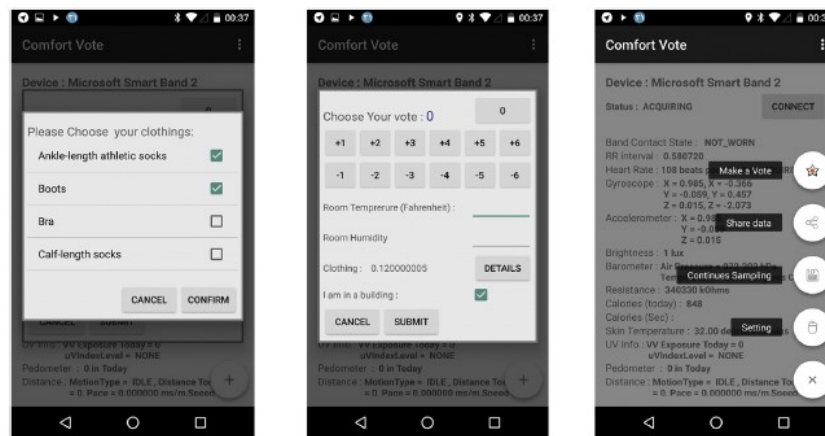 00:37
Comfort Vote
Device : Microsoft Smart Band 2
Please Choose your clothings:
Ankle-length athletic socks
Boots
Bra
Calf-length socks
CANCEL CONFIRM
CANCEL SUBMIT
UV Info : VV Exposure Today = 0
uVIndexLevel = NONE
Pedometer : 0 in Today
Distance : MotionType = IDLE , Distance
= 0. Pace = 0.000000 ms/m.Speed
00:37
Comfort Vote
Device : Microsoft Smart Band 2
Choose Your vote : 0 0
+1 +2 +3 +4 +5 +6
-1 -2 -3 -4 -5 -6
Room Temprerure (Fahrenheit) :
Room Humidity
Clothing : 0.120000005 DETAILS
I am in a building :
CANCEL SUBMIT
UV Info : VV Exposure Today = 0
uVIndexLevel = NONE
Pedometer : 0 in Today
Distance : MotionType = IDLE , Distance
= 0. Pace = 0.000000 ms/m.Speed
Comfort Vote
Device : Microsoft Smart Band 2
Status : ACQUIRING CONNECT
Band Contact State : NOT_WORN
RR Interval : 0.580720
Heart Rate : 108 beats
Make a Vote
Gyroscope : X = 0.985, X = -0.366
Y = -0.059, Y = 0.457
Z = 0.015, Z = -2.073
Accelerometer :
Share data
Z = 0.015
Brightness : 1 lux
Barometer :
Continues Sampling
Resistance : 340330 kOhms
Calories (today) : 848
Calories (Sec) :
Skin Temperature : 32.00
Setting
UV Info : VV Exposure Today = 0
uVIndexLevel = NONE
Pedometer : 0 in Today
Distance : MotionType = IDLE , Distance
= 0. Pace = 0.000000 ms/m.Speed